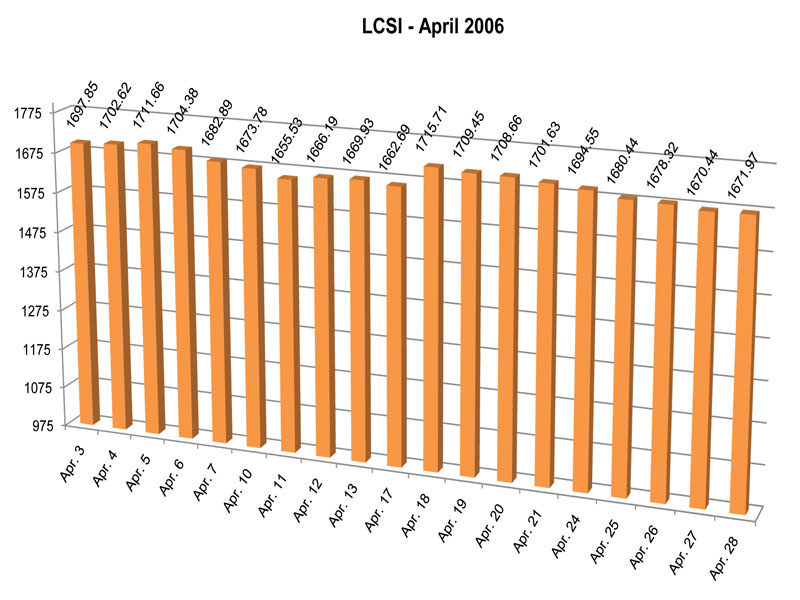 LCSI - April 2006
1697.85
1702.62
1711.66
1704.38
1682.89
1673.78
1655.53
1666.19
1669.93
1662.69
1715.71
1709.45
1708.66
1701.63
1694.55
1680.44
1678.32
1670.44
1671.97
1775
1675
1575
1475
1375
1275
1175
1075
975
Apr. 3
Apr. 4
Apr. 5
Apr. 6
Apr. 7
Apr. 10
Apr. 11
Apr. 12
Apr. 13
Apr. 17
Apr. 18
Apr. 19
Apr. 20
Apr. 21
Apr. 24
Apr. 25
Apr. 26
Apr. 27
Apr. 28